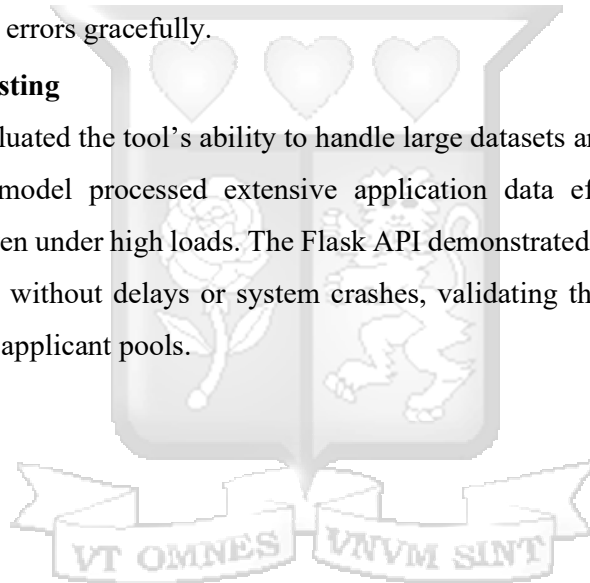 errors gracefully.
sting
luated the tool's ability to handle large datasets a
model processed extensive application data ef
en under high loads. The Flask API demonstrated
without delays or system crashes, validating th
applicant pools.
VT OMNES VNVM SINT